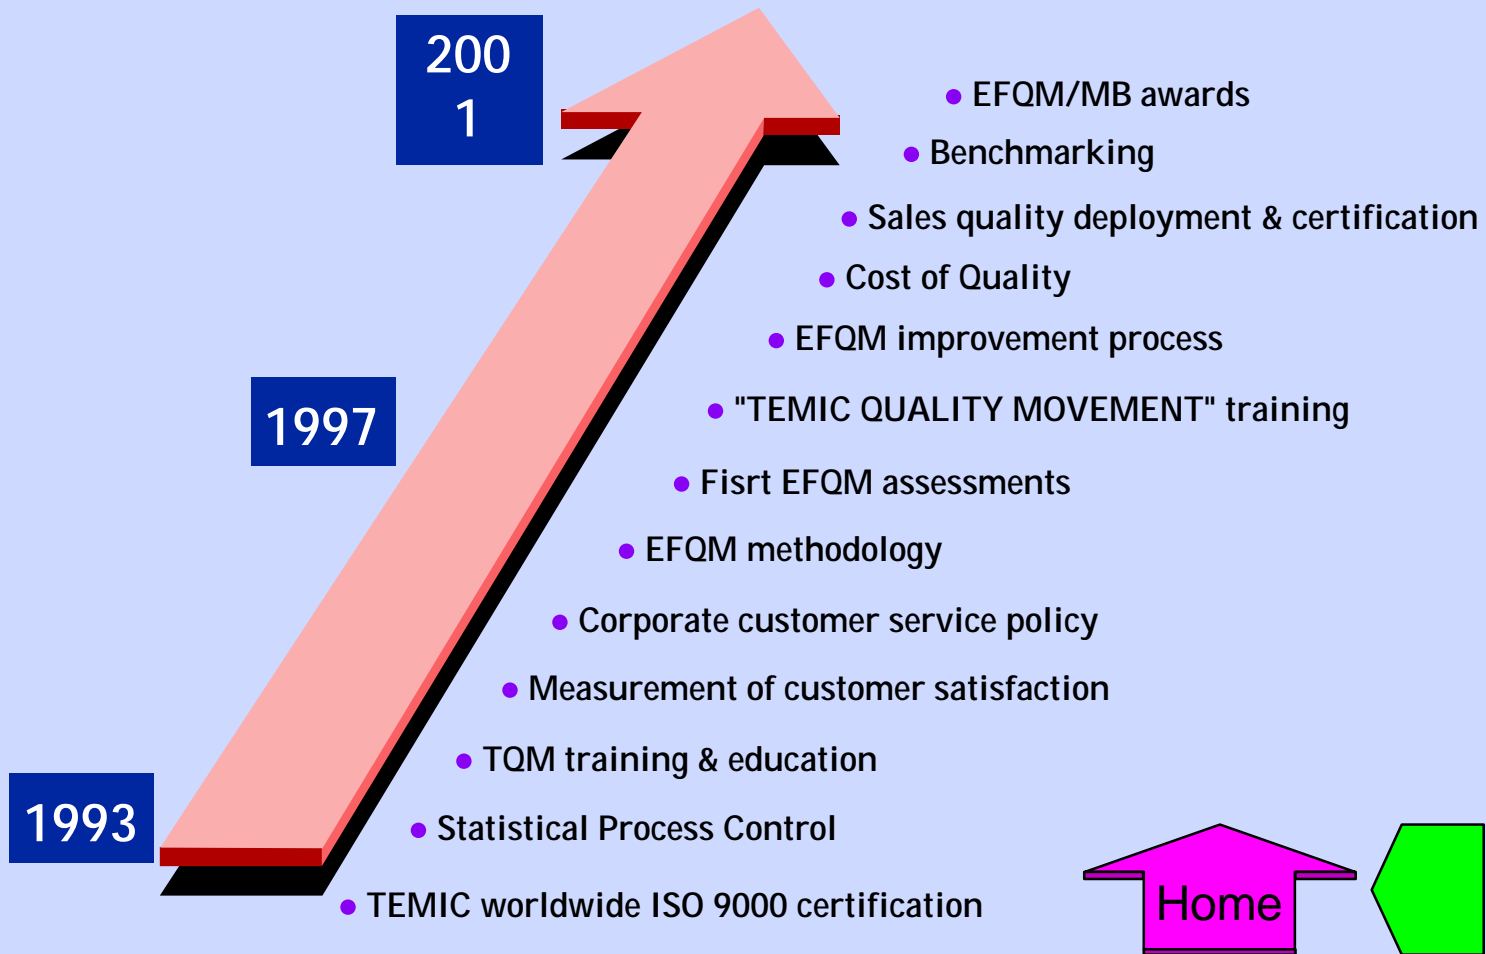 200
1
• EFQM/MB awards
• Benchmarking
• Sales quality deployment & certification
• Cost of Quality
• EFQM improvement process
1997
• "TEMIC QUALITY MOVEMENT" training
• Fisrt EFQM assessments
• EFQM methodology
• Corporate customer service policy
• Measurement of customer satisfaction
• TQM training & education
1993
• Statistical Process Control
• TEMIC worldwide ISO 9000 certification
Home